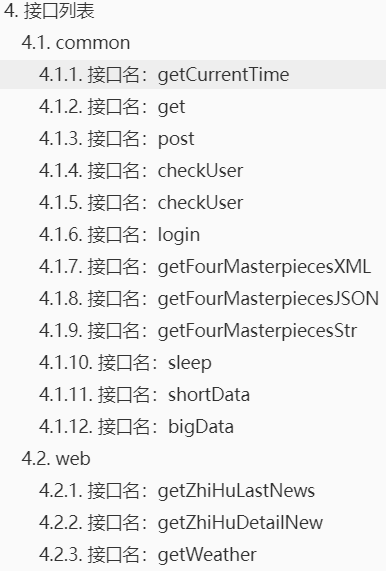 4. 接口列表
4.1. common
4.1.1. 接口名：getCurrentTime
4.1.2. 接口名：get
4.1.3. 接口名：post
4.1.4. 接口名：checkUser
4.1.5. 接口名：checkUser
4.1.6. 接口名：login
4.1.7. 接口名：getFourMasterpiecesXML
4.1.8. 接口名：getFourMasterpiecesJSON
4.1.9. 接口名：getFourMasterpiecesStr
4.1.10. 接口名：sleep
4.1.11. 接口名：shortData
4.1.12. 接口名：bigData
4.2. web
4.2.1. 接口名：getZhiHuLastNews
4.2.2. 接口名：getZhiHuDetailNew
4.2.3. 接口名：getWeather